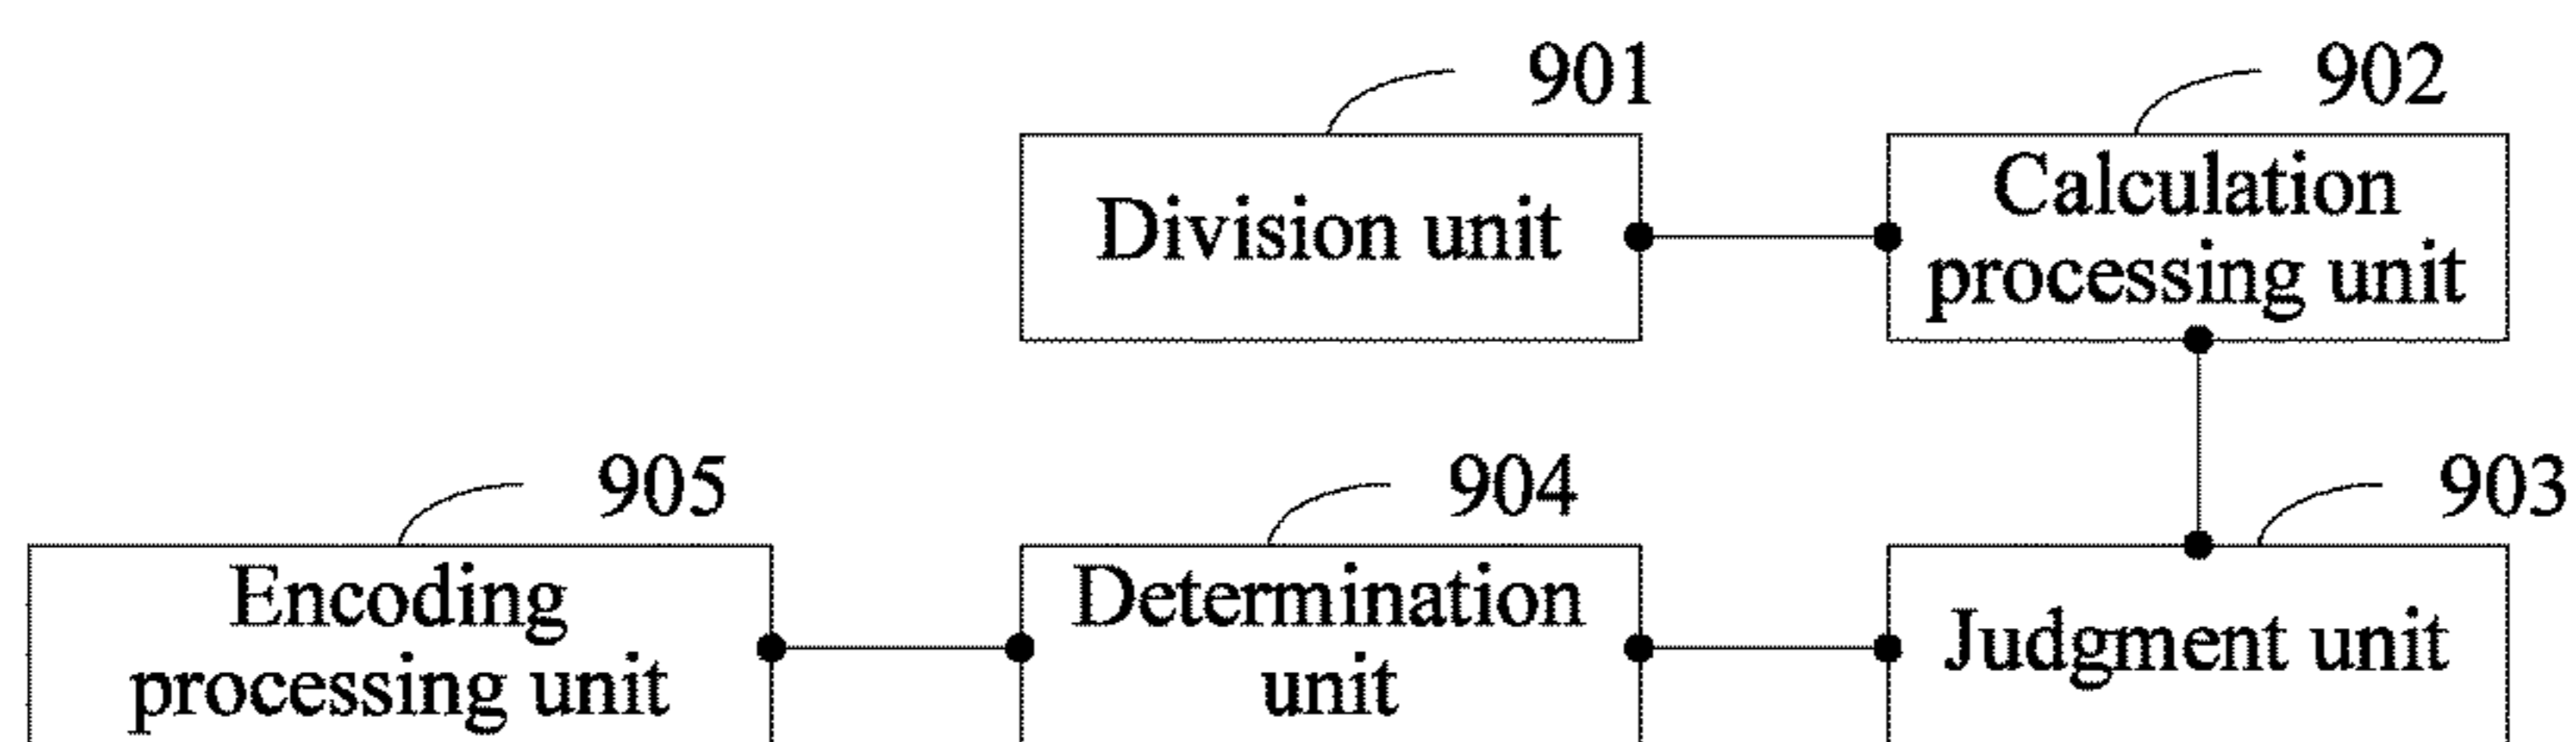 901
902
Division unit
Calculation
processing unit
905
904
903
Encoding
processing unit
Determination
unit
Judgment unit